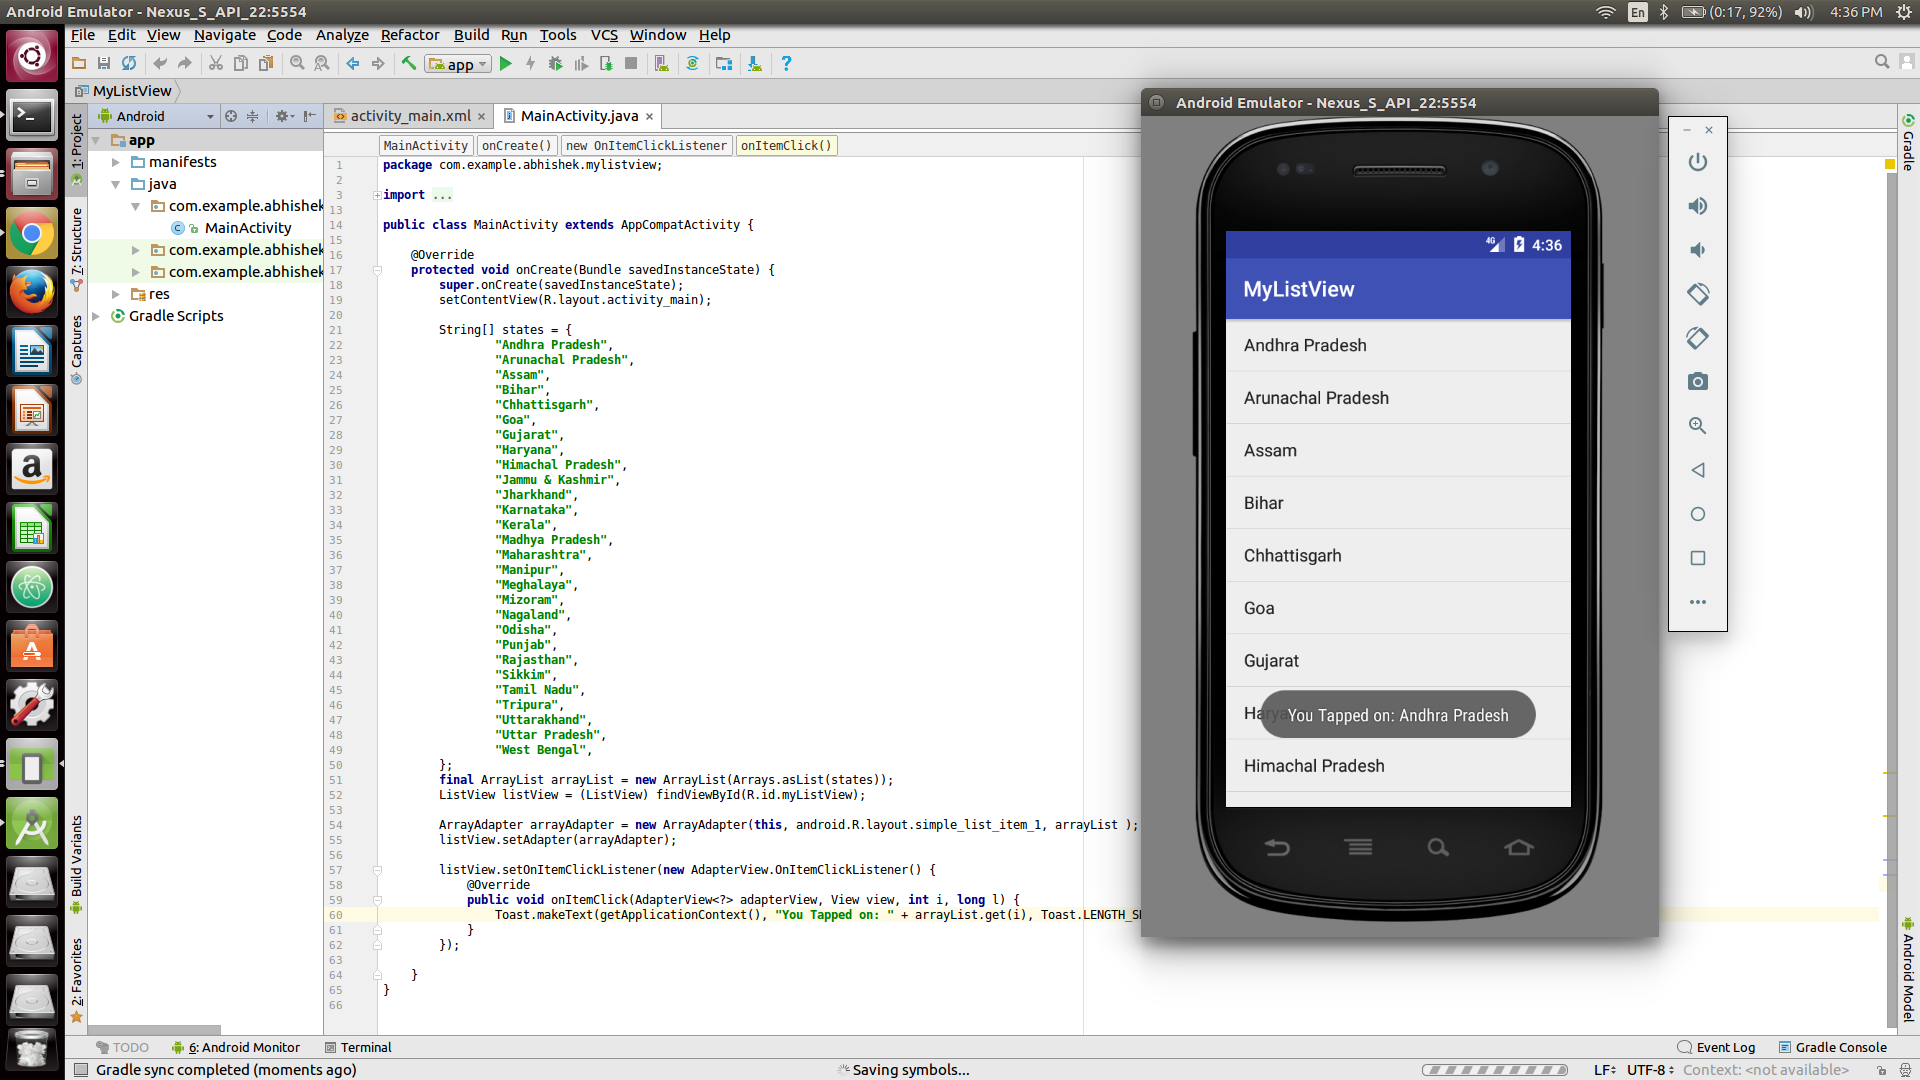 Android Emulator - Nexus_S_API_22:5554
En
(0:17, 92%)
4:36 PM
File Edit View Navigate Code Analyze Refactor Build Run Tools VCS Window Help
app
MyListView
Android
activity_main.xml
MainActivity.java
1: Project
7: Structure
Captures
Build Variants
2: Favorites
app
manifests
java
com.example.abhishek
MainActivity
com.example.abhishek
com.example.abhishek
res
Gradle Scripts
MainActivity onCreate() new OnItemClickListener onItemClick()
1 package com.example.abhishek.mylistview;
2
3 import ...
13
14 public class MainActivity extends AppCompatActivity {
15
16 @Override
17 protected void onCreate(Bundle savedInstanceState) {
18 super.onCreate(savedInstanceState);
19 setContentView(R.layout.activity_main);
20
21 String[] states = {
22 "Andhra Pradesh",
23 "Arunachal Pradesh",
24 "Assam",
25 "Bihar",
26 "Chhattisgarh",
27 "Goa",
28 "Gujarat",
29 "Haryana",
30 "Himachal Pradesh",
31 "Jammu & Kashmir",
32 "Jharkhand",
33 "Karnataka",
34 "Kerala",
35 "Madhya Pradesh",
36 "Maharashtra",
37 "Manipur",
38 "Meghalaya",
39 "Mizoram",
40 "Nagaland",
41 "Odisha",
42 "Punjab",
43 "Rajasthan",
44 "Sikkim",
45 "Tamil Nadu",
46 "Tripura",
47 "Uttarakhand",
48 "Uttar Pradesh",
49 "West Bengal",
50 };
51 final ArrayList arrayList = new ArrayList(Arrays.asList(states));
52 ListView listView = (ListView) findViewById(R.id.myListView);
53
54 ArrayAdapter arrayAdapter = new ArrayAdapter(this, android.R.layout.simple_list_item_1, arrayList );
55 listView.setAdapter(arrayAdapter);
56
57 listView.setOnItemClickListener(new AdapterView.OnItemClickListener() {
58 @Override
59 public void onItemClick(AdapterView<?> adapterView, View view, int i, long l) {
60 Toast.makeText(getApplicationContext(), "You Tapped on: " + arrayList.get(i), Toast.LENGTH_S
61 }
62 });
63
64 }
65 }
66
Android Emulator - Nexus_S_API_22:5554
4G
4:36
MyListView
Andhra Pradesh
Arunachal Pradesh
Assam
Bihar
Chhattisgarh
Goa
Gujarat
You Tapped on: Andhra Pradesh
Himachal Pradesh
Gradle
Android Model
TODO
6: Android Monitor
Terminal
Event Log
Gradle Console
Gradle sync completed (moments ago)
Saving symbols...
LF
UTF-8
Context: <not available>